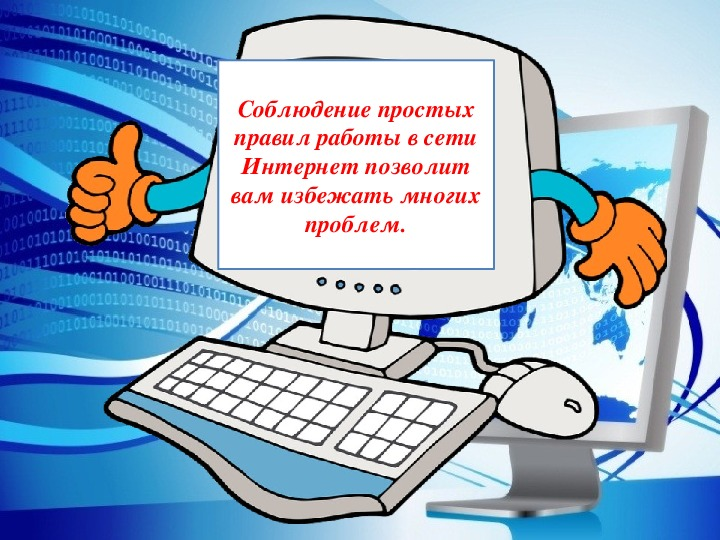 Соблюдение простых
правил работы в сети
Интернет позволит
вам избежать многих
проблем.